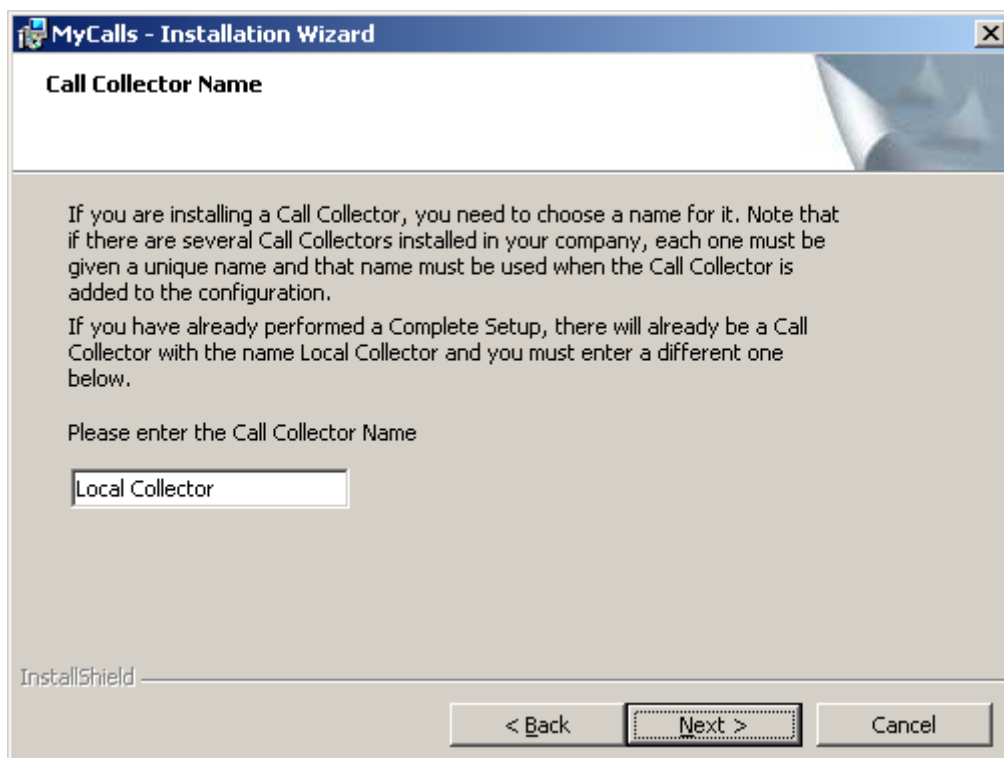 MyCalls - Installation Wizard
Call Collector Name
If you are installing a Call Collector, you need to choose a name for it. Note that
if there are several Call Collectors installed in your company, each one must be
given a unique name and that name must be used when the Call Collector is
added to the configuration.
If you have already performed a Complete Setup, there will already be a Call
Collector with the name Local Collector and you must enter a different one
below.
Please enter the Call Collector Name
Local Collector
InstallShield
< Back
Next >
Cancel